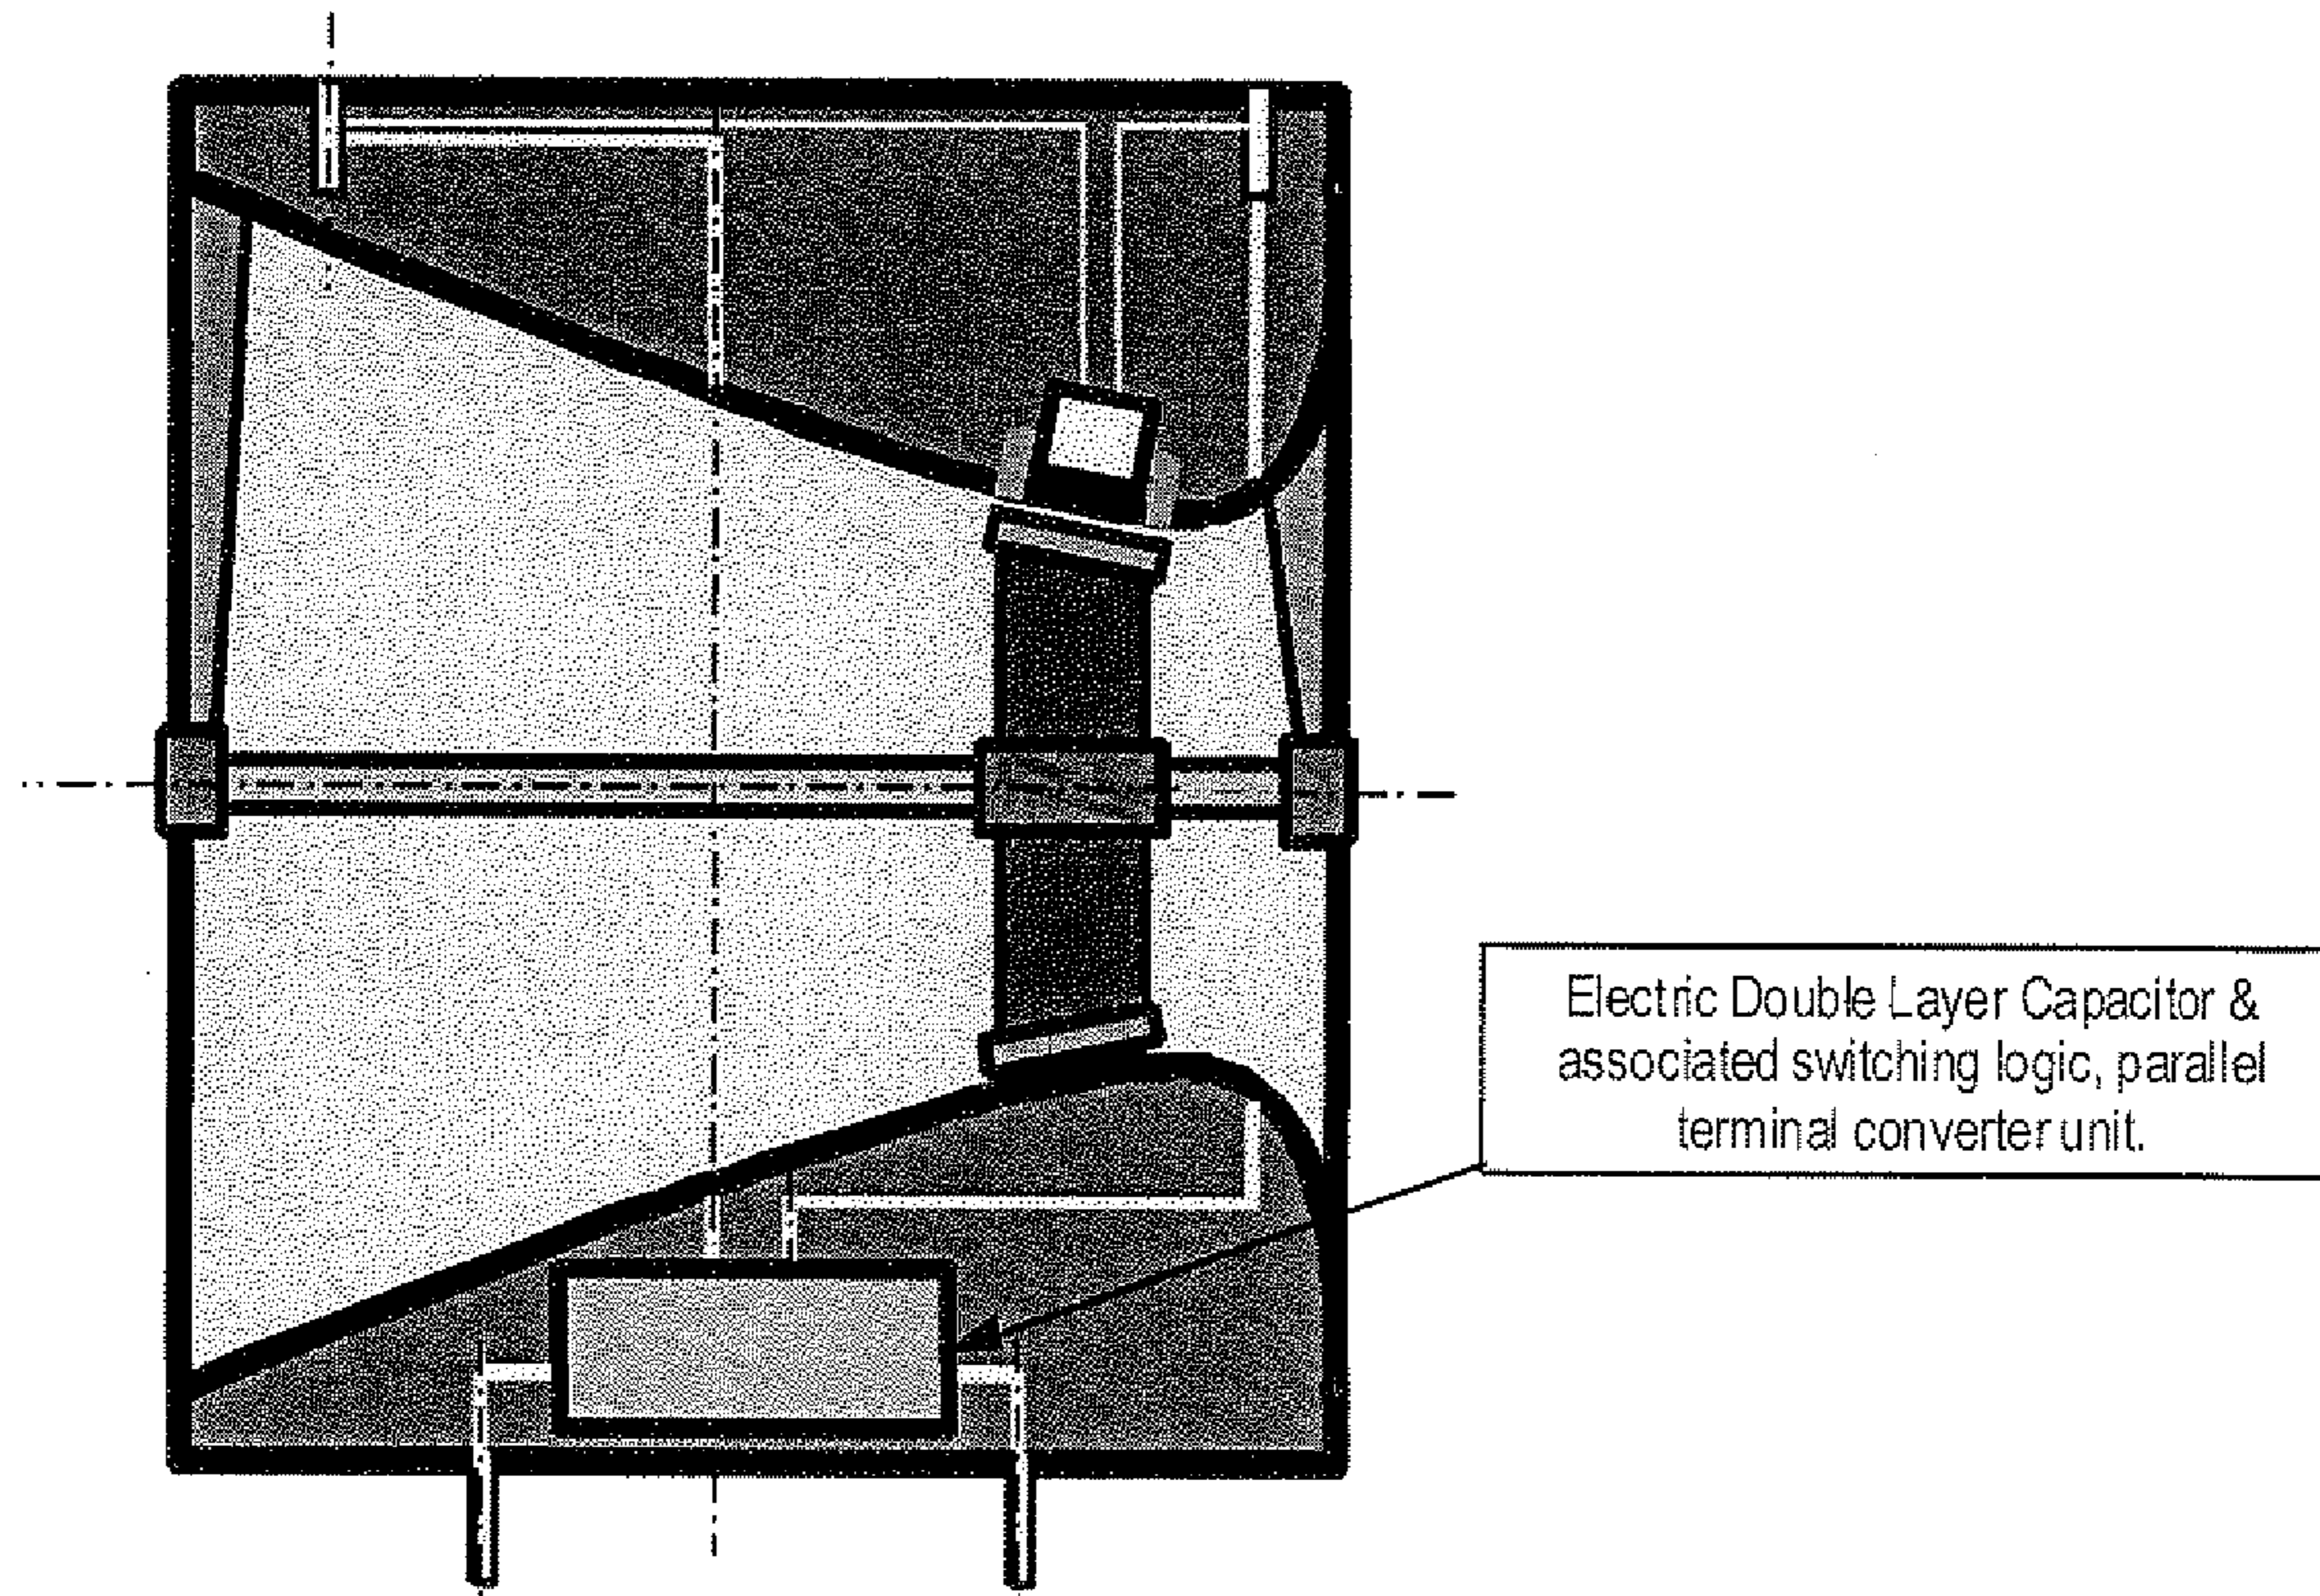 Electric Double Layer Capacitor &
associated switching logic, parallel
terminal converter unit.